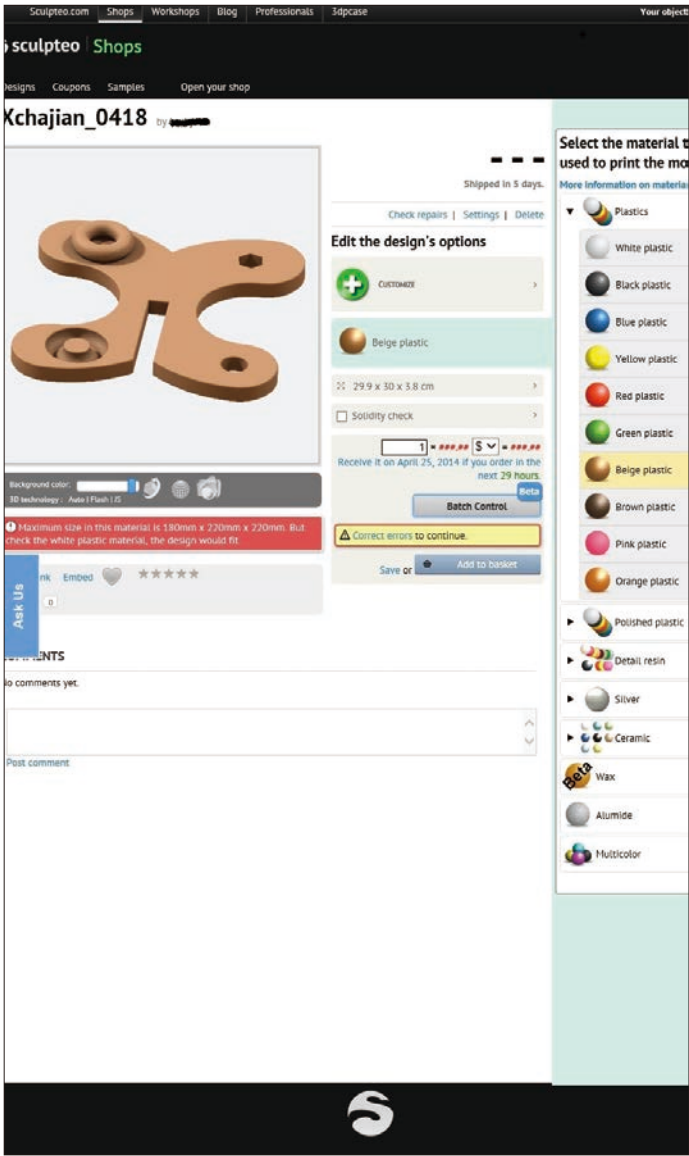 Sculpteo.com Shops Workshops Blog Professionals 3dpcase Your object
sculpteo Shops
Designs Coupons Samples Open your shop
Xchajian_0418 by
Shipped in 5 days.
Check repairs | Settings | Delete
Edit the design's options
CUSTOMIZE
Beige plastic
29.9 x 30 x 3.8 cm
Solidity check
1 = ###,## $ = ###,##
Receive it on April 25, 2014 if you order in the
next 29 hours.
Beta
Batch Control
Correct errors to continue.
Save or Add to basket
Background color:
3D technology: Auto | Flash | JS
Maximum size in this material is 180mm x 220mm x 220mm. But
check the white plastic material, the design would fit
nk Embed
0
Ask Us
COMMENTS
No comments yet.
Post comment
Select the material t
used to print the mo
More information on material
Plastics
White plastic
Black plastic
Blue plastic
Yellow plastic
Red plastic
Green plastic
Beige plastic
Brown plastic
Pink plastic
Orange plastic
Polished plastic
Detail resin
Silver
Ceramic
Beta Wax
Alumide
Multicolor